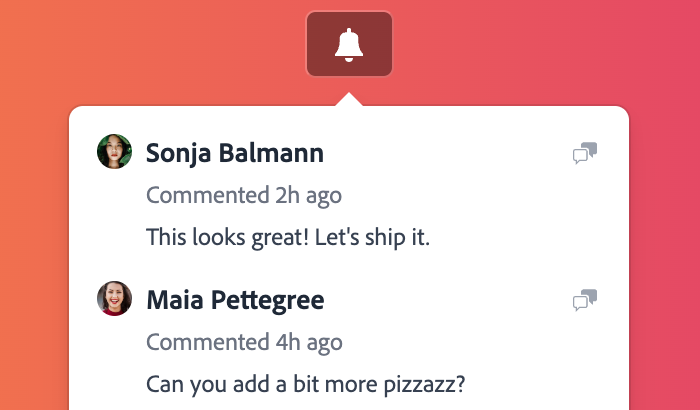 Sonja Balmann
Commented 2h ago
This looks great! Let's ship it.
Maia Pettegree
Commented 4h ago
Can you add a bit more pizzazz?